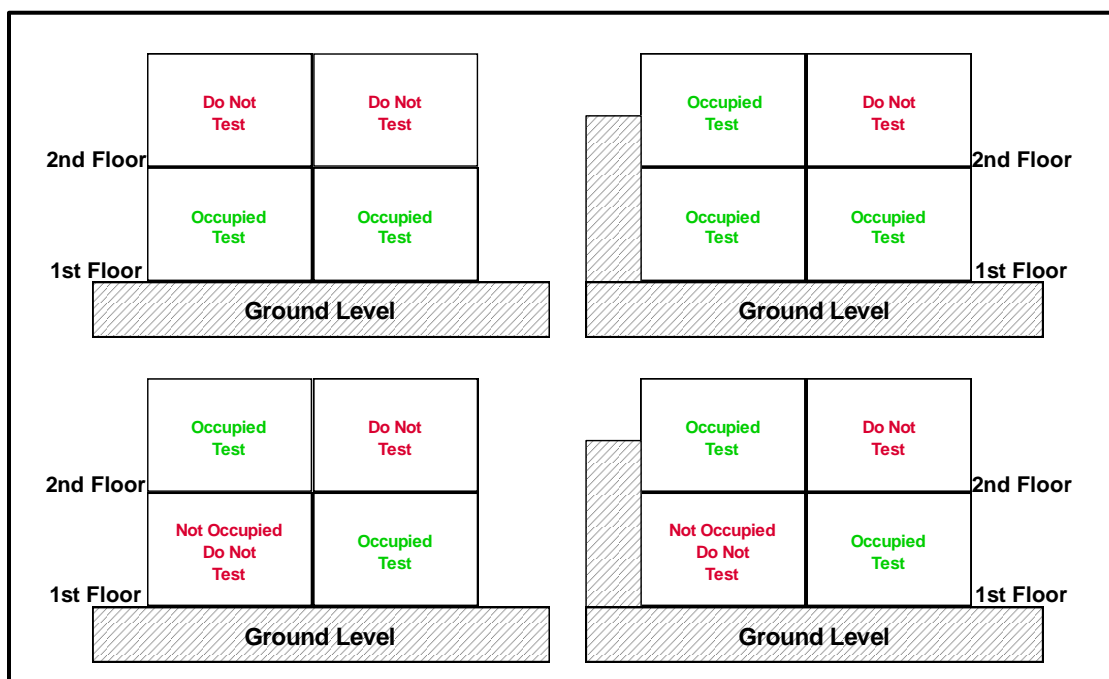 Do Not
Test
Do Not
Test
2nd Floor
Occupied
Test
Occupied
Test
1st Floor
Ground Level
Occupied
Test
Do Not
Test
2nd Floor
Occupied
Test
Occupied
Test
1st Floor
Ground Level
Occupied
Test
Do Not
Test
2nd Floor
Not Occupied
Do Not
Test
Occupied
Test
1st Floor
Ground Level
Occupied
Test
Do Not
Test
2nd Floor
Not Occupied
Do Not
Test
Occupied
Test
1st Floor
Ground Level